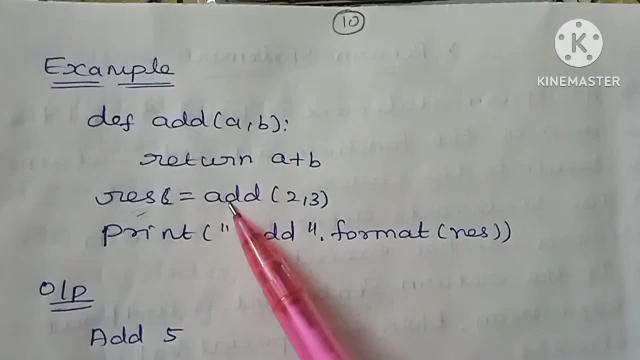 10
KINEMASTER
Example
def add(a,b):
return a+b
res = add(2,3)
print(" dd ".format(res))
O/p
Add 5